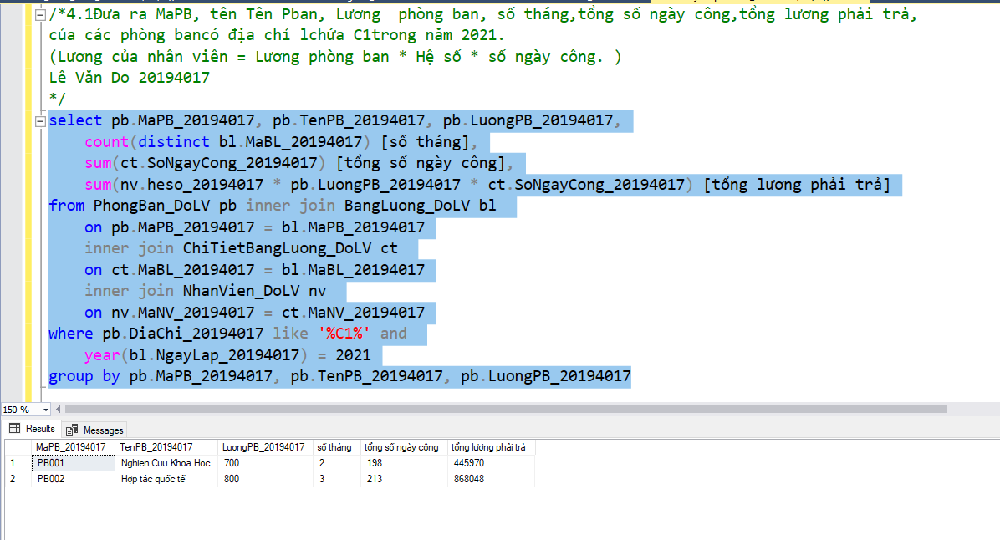 /*4.1Đưa ra MaPB, tên Tên Pban, Lương  phòng ban, số tháng,tổng số ngày công,tổng lương phải trả,
của các phòng bancó địa chỉ lchứa C1trong năm 2021.
(Lương của nhân viên = Lương phòng ban * Hệ số * số ngày công. )
Lê Văn Do 20194017
*/
select pb.MaPB_20194017, pb.TenPB_20194017, pb.LuongPB_20194017,
count(distinct bl.MaBL_20194017) [số tháng],
sum(ct.SoNgayCong_20194017) [tổng số ngày công],
sum(nv.heso_20194017 * pb.LuongPB_20194017 * ct.SoNgayCong_20194017) [tổng lương phải trả]
from PhongBan_DoLV pb inner join BangLuong_DoLV bl
on pb.MaPB_20194017 = bl.MaPB_20194017
inner join ChiTietBangLuong_DoLV ct
on ct.MaBL_20194017 = bl.MaBL_20194017
inner join NhanVien_DoLV nv
on nv.MaNV_20194017 = ct.MaNV_20194017
where pb.DiaChi_20194017 like '%C1%' and
year(bl.NgayLap_20194017) = 2021
group by pb.MaPB_20194017, pb.TenPB_20194017, pb.LuongPB_20194017
150 %
Results Messages
MaPB_20194017 TenPB_20194017 LuongPB_20194017 số tháng tổng số ngày công tổng lương phải trả
1 PB001 Nghien Cuu Khoa Hoc 700 2 198 445970
2 PB002 Hợp tác quốc tế 800 3 213 868048